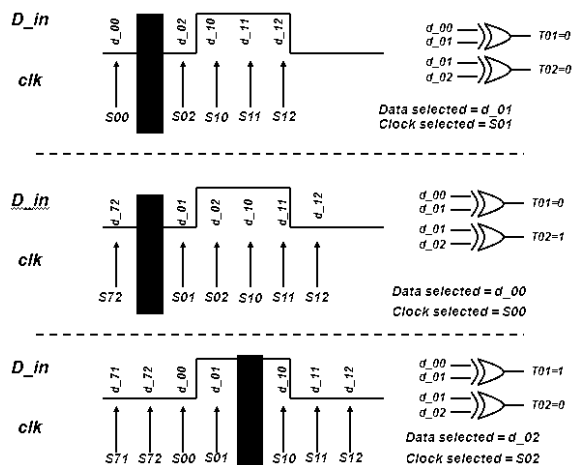 D_in
d_00 d_02 d_10 d_11 d_12
clk
S00 S02 S10 S11 S12
d_00
d_01
T01=0
d_01
d_02
T02=0
Data selected = d_01
Clock selected = S01
D_in
d_72 d_01 d_02 d_10 d_11 d_12
clk
S72 S01 S02 S10 S11 S12
d_00
d_01
T01=0
d_01
d_02
T02=1
Data selected = d_00
Clock selected = S00
D_in
d_71 d_72 d_00 d_01 d_10 d_11 d_12
clk
S71 S72 S00 S01 S10 S11 S12
d_00
d_01
T01=1
d_01
d_02
T02=0
Data selected = d_02
Clock selected = S02